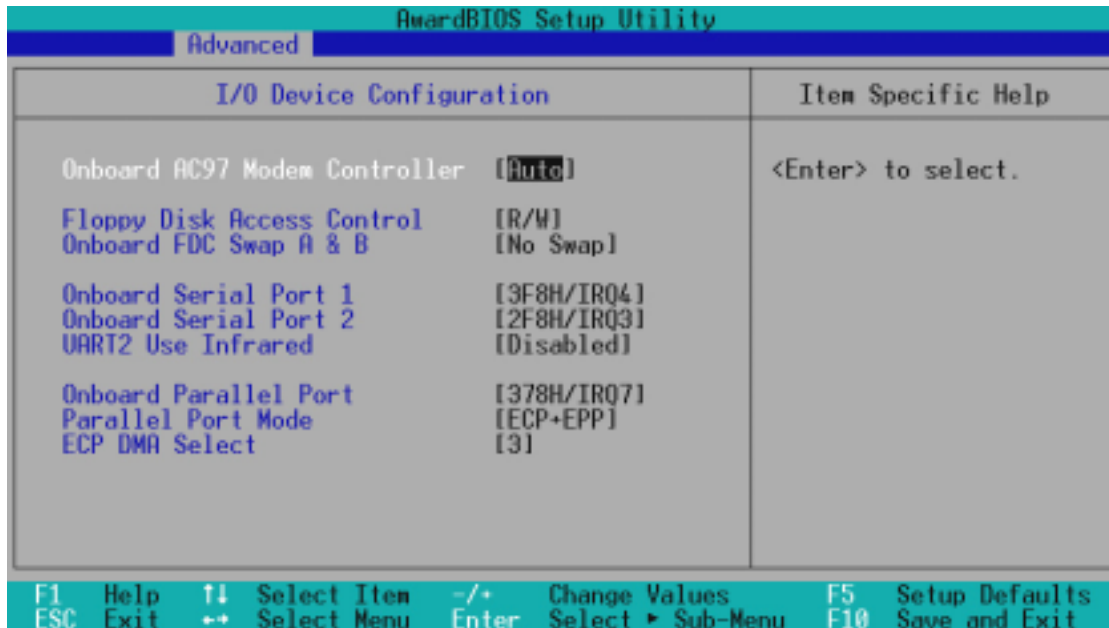 AwardBIOS Setup Utility
Advanced
I/O Device Configuration
Item Specific Help
Onboard AC97 Modem Controller [Auto]
<Enter> to select.
Floppy Disk Access Control [R/W]
Onboard FDC Swap A & B [No Swap]
Onboard Serial Port 1 [3F8H/IRQ4]
Onboard Serial Port 2 [2F8H/IRQ3]
UART2 Use Infrared [Disabled]
Onboard Parallel Port [378H/IRQ7]
Parallel Port Mode [ECP+EPP]
ECP DMA Select [3]
F1 Help ↑↓ Select Item -/+ Change Values F5 Setup Defaults
ESC Exit ←→ Select Menu Enter Select ► Sub-Menu F10 Save and Exit